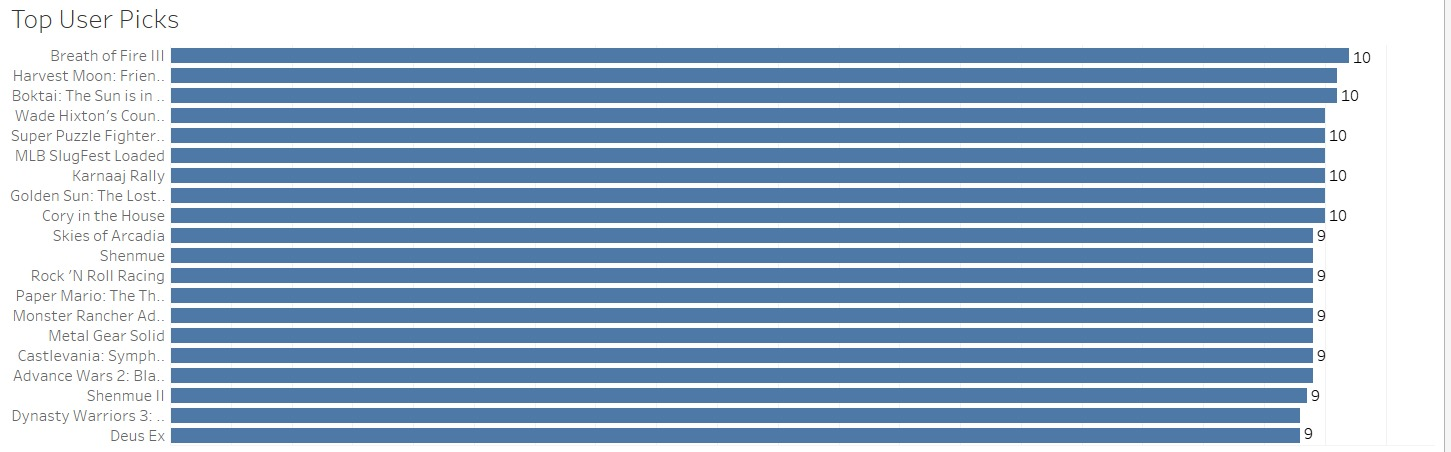 Top User Picks
Breath of Fire III 10
Harvest Moon: Frien..
Boktai: The Sun is in .. 10
Wade Hixton's Coun..
Super Puzzle Fighter.. 10
MLB SlugFest Loaded
Karnaaj Rally 10
Golden Sun: The Lost..
Cory in the House 10
Skies of Arcadia 9
Shenmue
Rock 'N Roll Racing 9
Paper Mario: The Th..
Monster Rancher Ad.. 9
Metal Gear Solid
Castlevania: Symph.. 9
Advance Wars 2: Bla..
Shenmue II 9
Dynasty Warriors 3: ..
Deus Ex 9